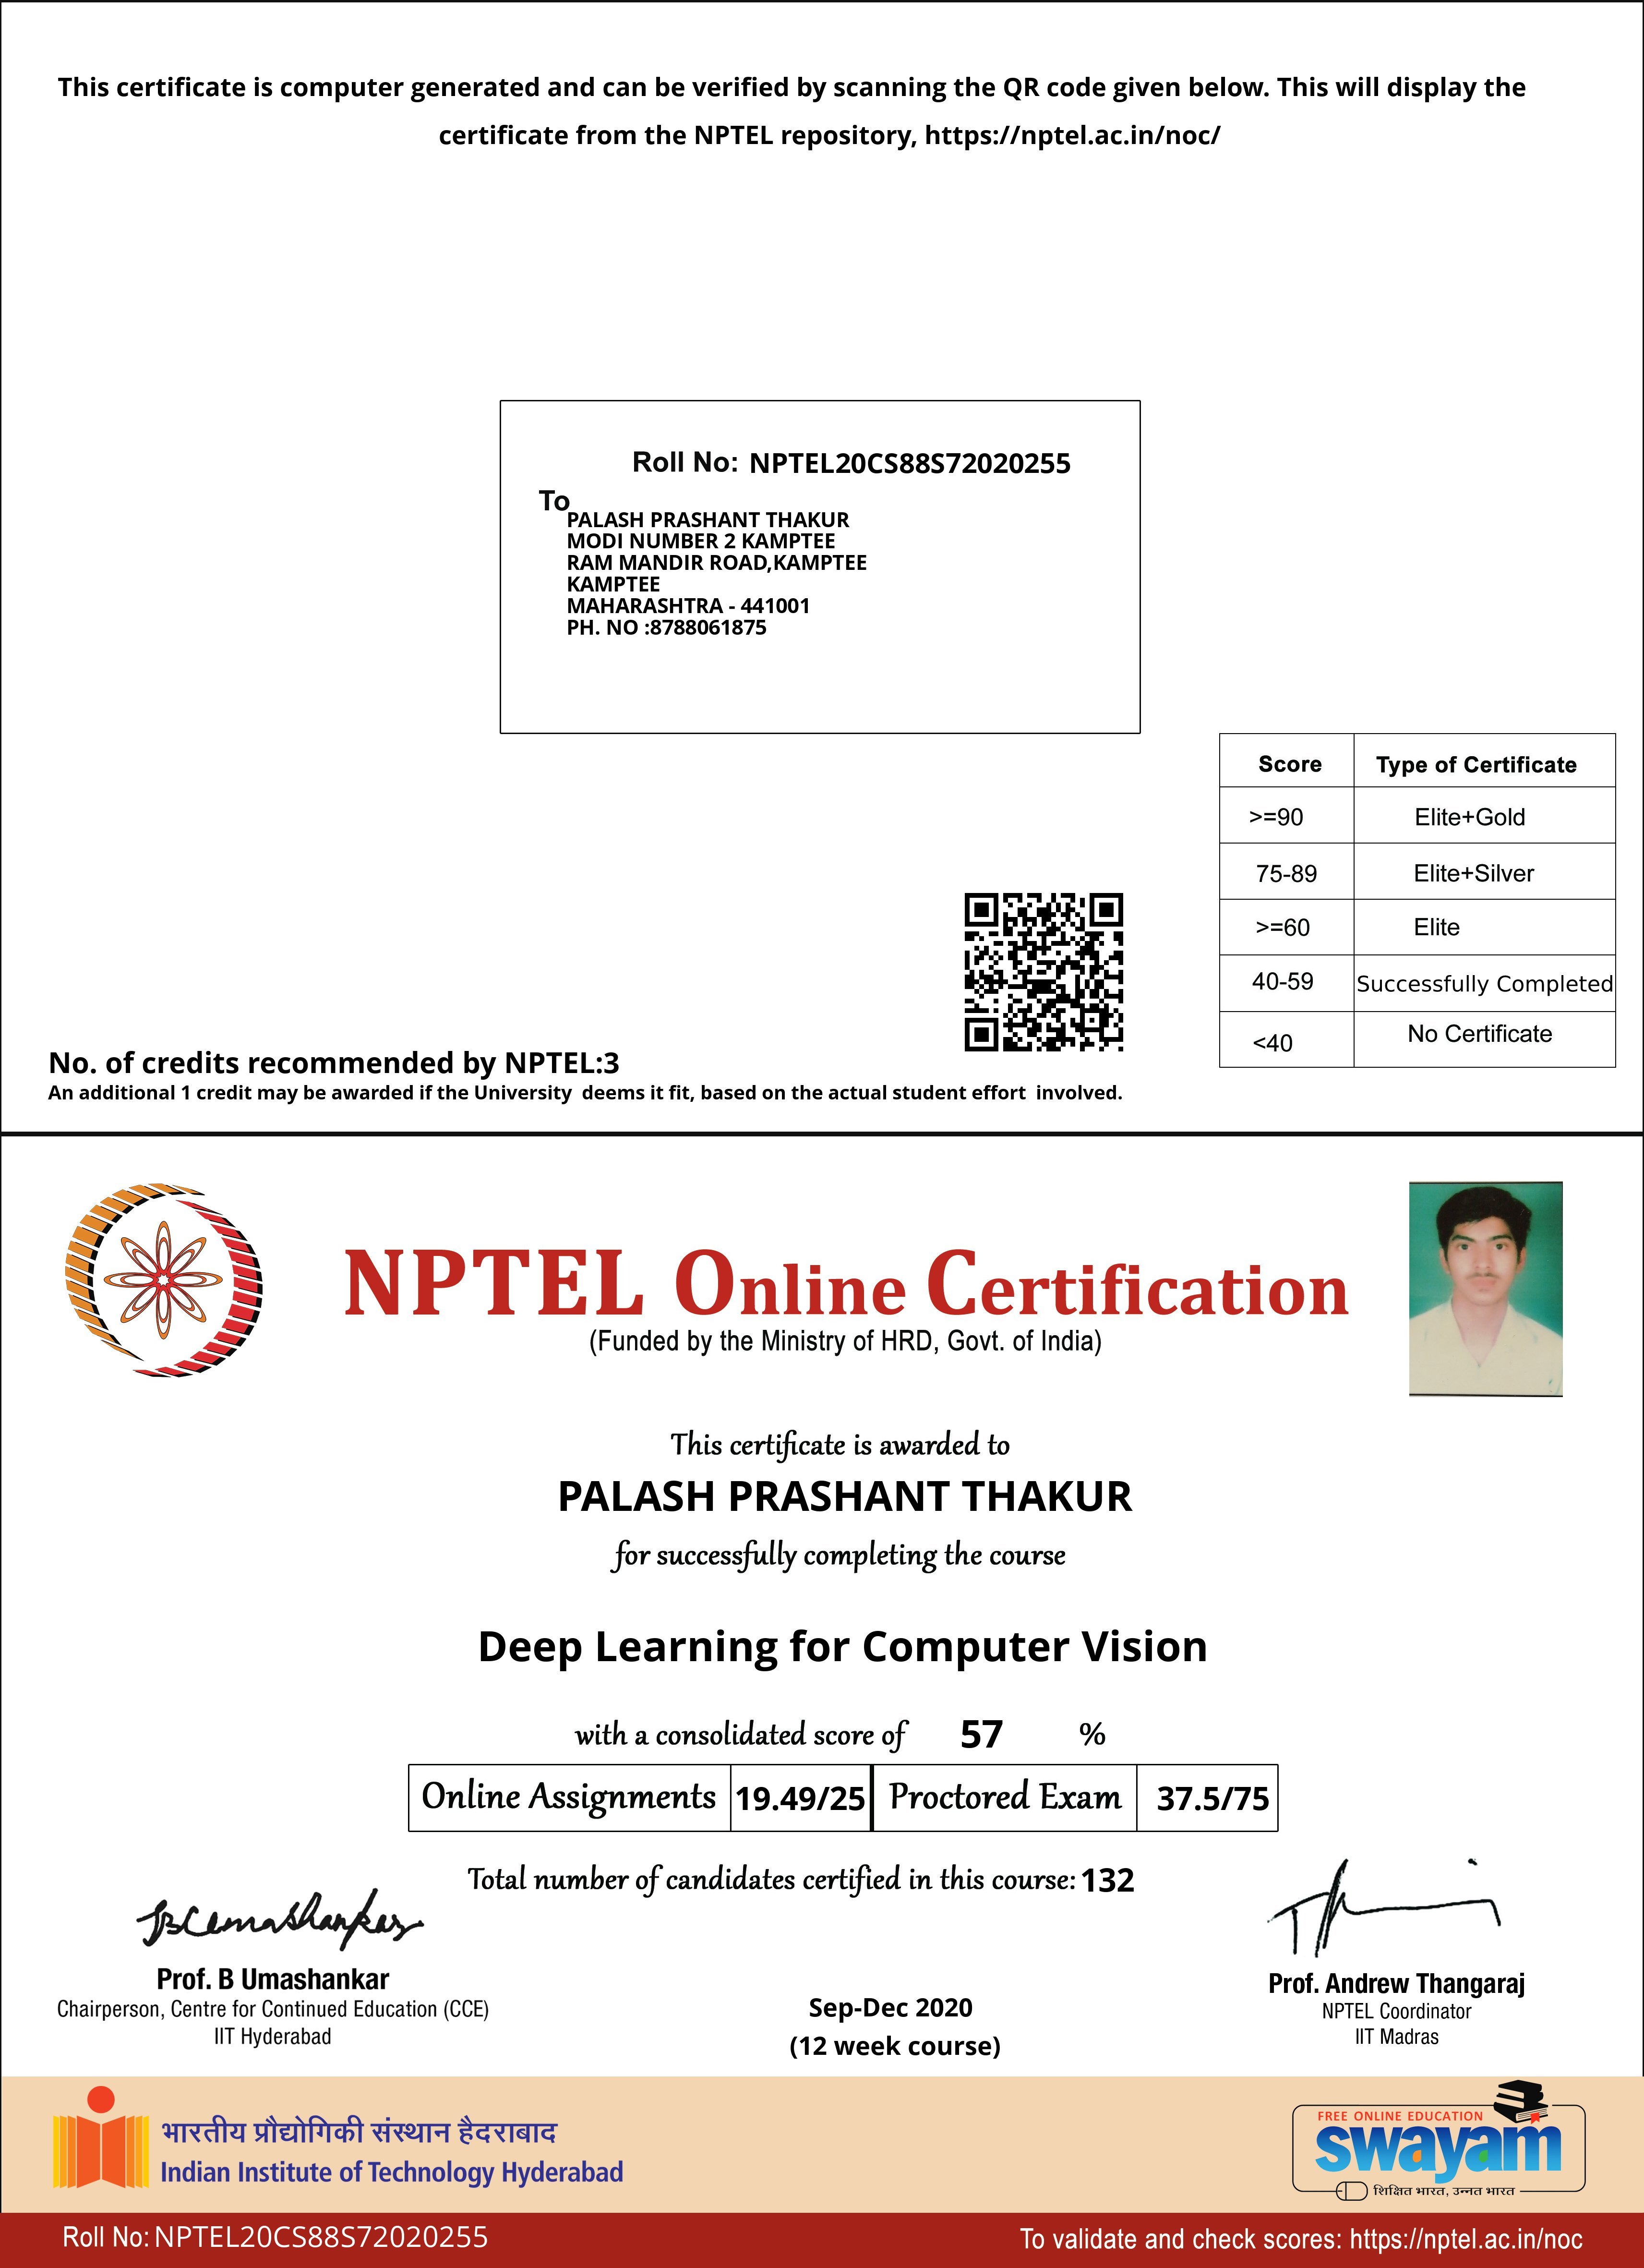 This certificate is computer generated and can be verified by scanning the QR code given below. This will display the
certificate from the NPTEL repository, https://nptel.ac.in/noc/
Roll No: NPTEL20CS88S72020255
To
PALASH PRASHANT THAKUR
MODI NUMBER 2 KAMPTEE
RAM MANDIR ROAD,KAMPTEE
KAMPTEE
MAHARASHTRA - 441001
PH. NO :8788061875
Score Type of Certificate
>=90 Elite+Gold
75-89 Elite+Silver
>=60 Elite
40-59 Successfully Completed
<40 No Certificate
No. of credits recommended by NPTEL:3
An additional 1 credit may be awarded if the University deems it fit, based on the actual student effort involved.
NPTEL Online Certification
(Funded by the Ministry of HRD, Govt. of India)
This certificate is awarded to
PALASH PRASHANT THAKUR
for successfully completing the course
Deep Learning for Computer Vision
with a consolidated score of 57 %
Online Assignments 19.49/25 Proctored Exam 37.5/75
Total number of candidates certified in this course: 132
BUmashankar
Prof. B Umashankar
Chairperson, Centre for Continued Education (CCE)
IIT Hyderabad
Sep-Dec 2020
(12 week course)
Prof. Andrew Thangaraj
NPTEL Coordinator
IIT Madras
भारतीय प्रौद्योगिकी संस्थान हैदराबाद
Indian Institute of Technology Hyderabad
FREE ONLINE EDUCATION
swayam
शिक्षित भारत, उन्नत भारत
Roll No: NPTEL20CS88S72020255
To validate and check scores: https://nptel.ac.in/noc